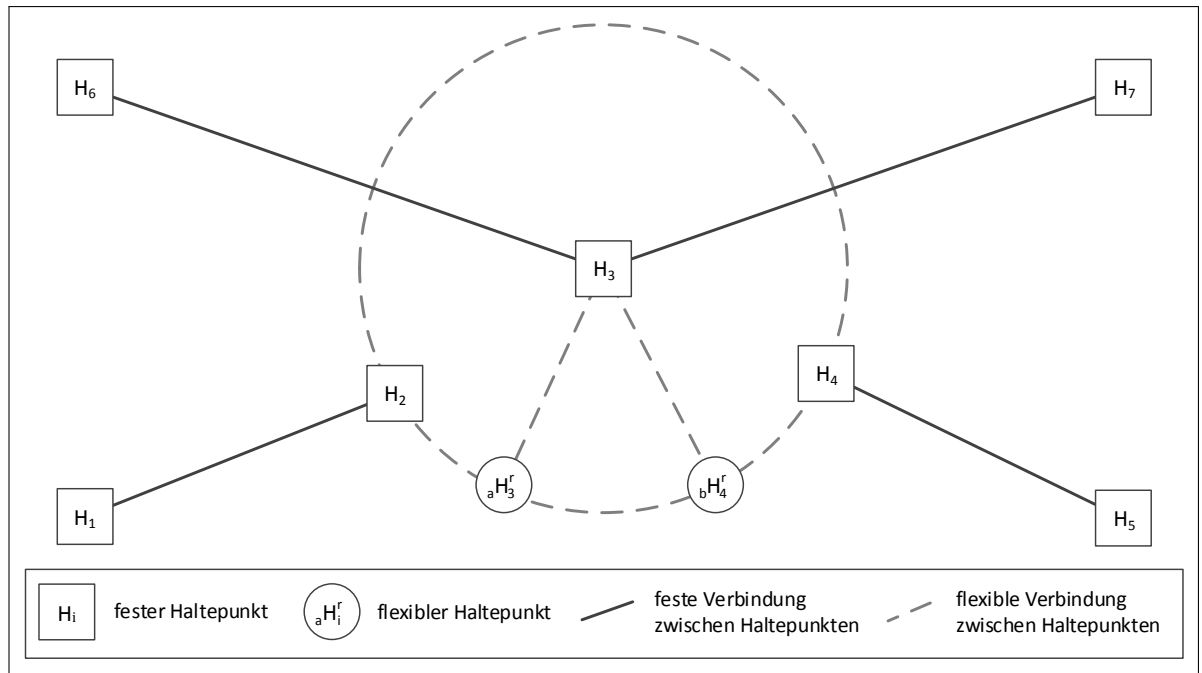 H₆
H₇
H₃
H₄
H₂
ₐH₃ʳ
bH₄ʳ
H₁
H₅
Hᵢ fester Haltepunkt
ₐHᵢʳ flexibler Haltepunkt
feste Verbindung
zwischen Haltepunkten
flexible Verbindung
zwischen Haltepunkten